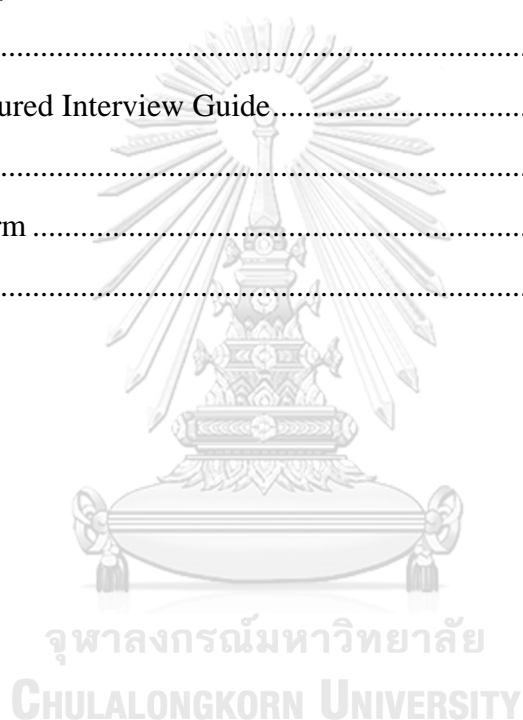 ................................................................
ured Interview Guide.................................
................................................................
rm ................................................................
................................................................
จุฬาลงกรณ์มหาวิทยาลัย
CHULALONGKORN UNIVERSITY